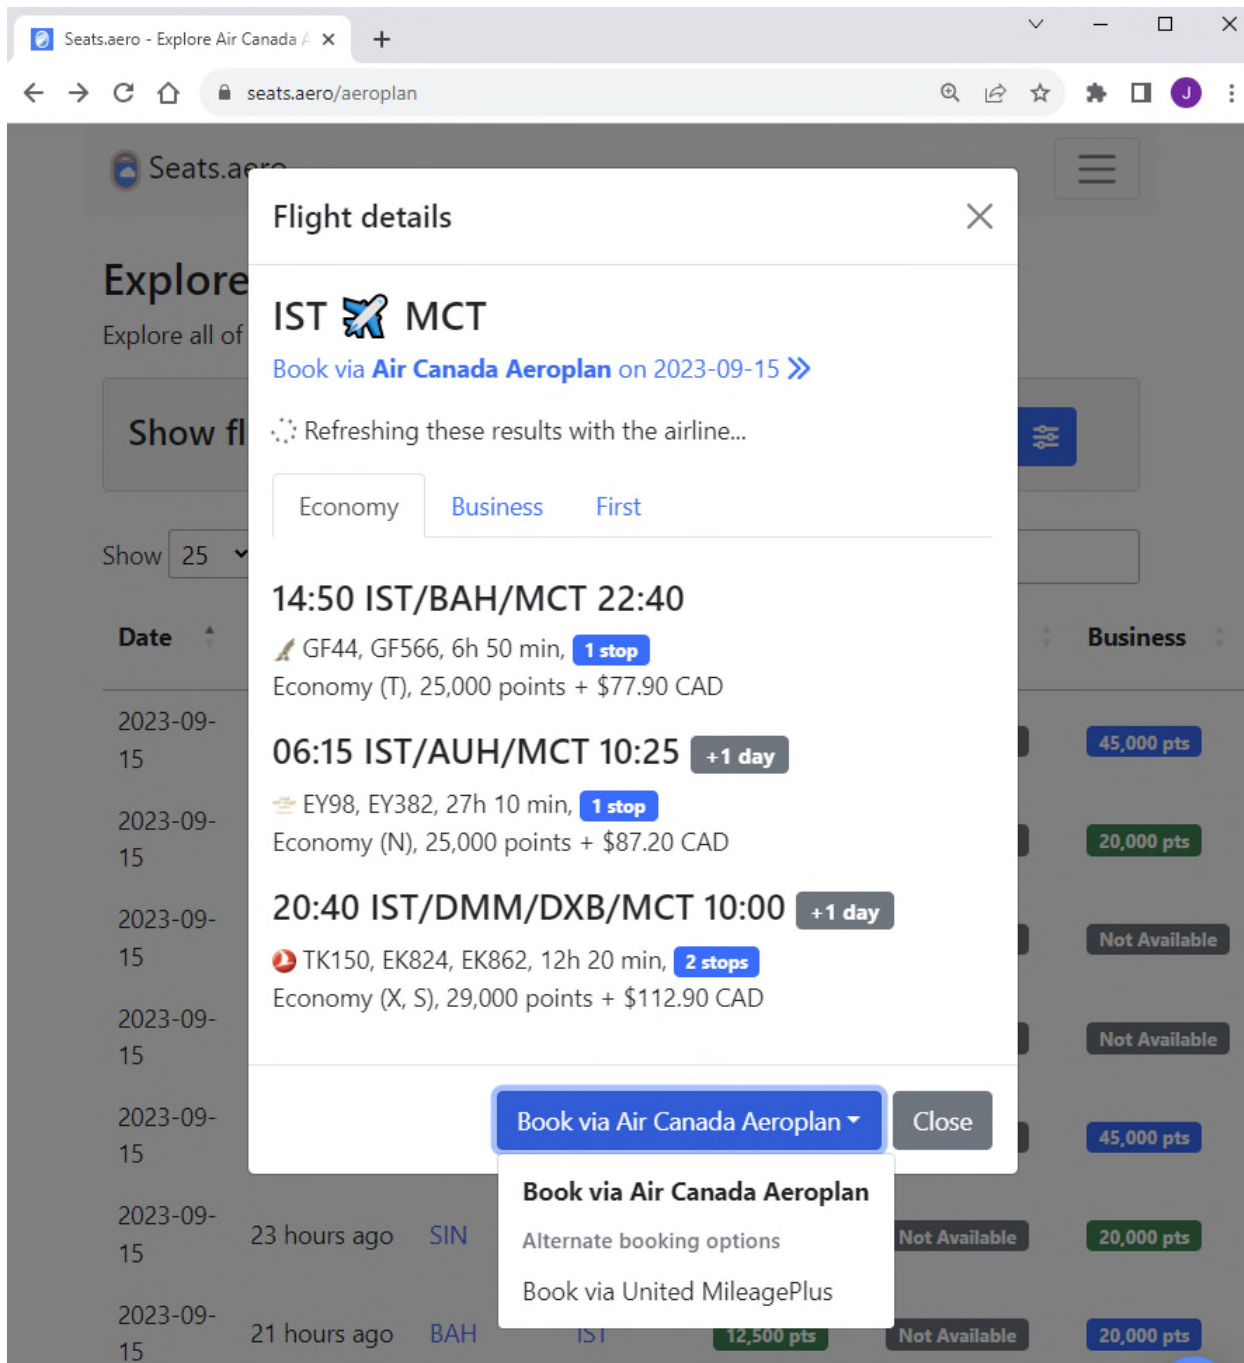 Seats.aero - Explore Air Canada A
seats.aero/aeroplan
J
Seats.aero
Flight details
Explore
Explore all of
IST MCT
Book via Air Canada Aeroplan on 2023-09-15
Show fl
Refreshing these results with the airline...
Economy Business First
Show 25
14:50 IST/BAH/MCT 22:40
Date Business
GF44, GF566, 6h 50 min, 1 stop
Economy (T), 25,000 points + $77.90 CAD
2023-09-
15
45,000 pts
06:15 IST/AUH/MCT 10:25 +1 day
EY98, EY382, 27h 10 min, 1 stop
Economy (N), 25,000 points + $87.20 CAD
2023-09-
15
20,000 pts
20:40 IST/DMM/DXB/MCT 10:00 +1 day
TK150, EK824, EK862, 12h 20 min, 2 stops
Economy (X, S), 29,000 points + $112.90 CAD
2023-09-
15
Not Available
2023-09-
15
Not Available
Book via Air Canada Aeroplan Close
2023-09-
15
45,000 pts
Book via Air Canada Aeroplan
Alternate booking options
Book via United MileagePlus
2023-09-
15
23 hours ago SIN Not Available 20,000 pts
2023-09-
15
21 hours ago BAH IST 12,500 pts Not Available 20,000 pts